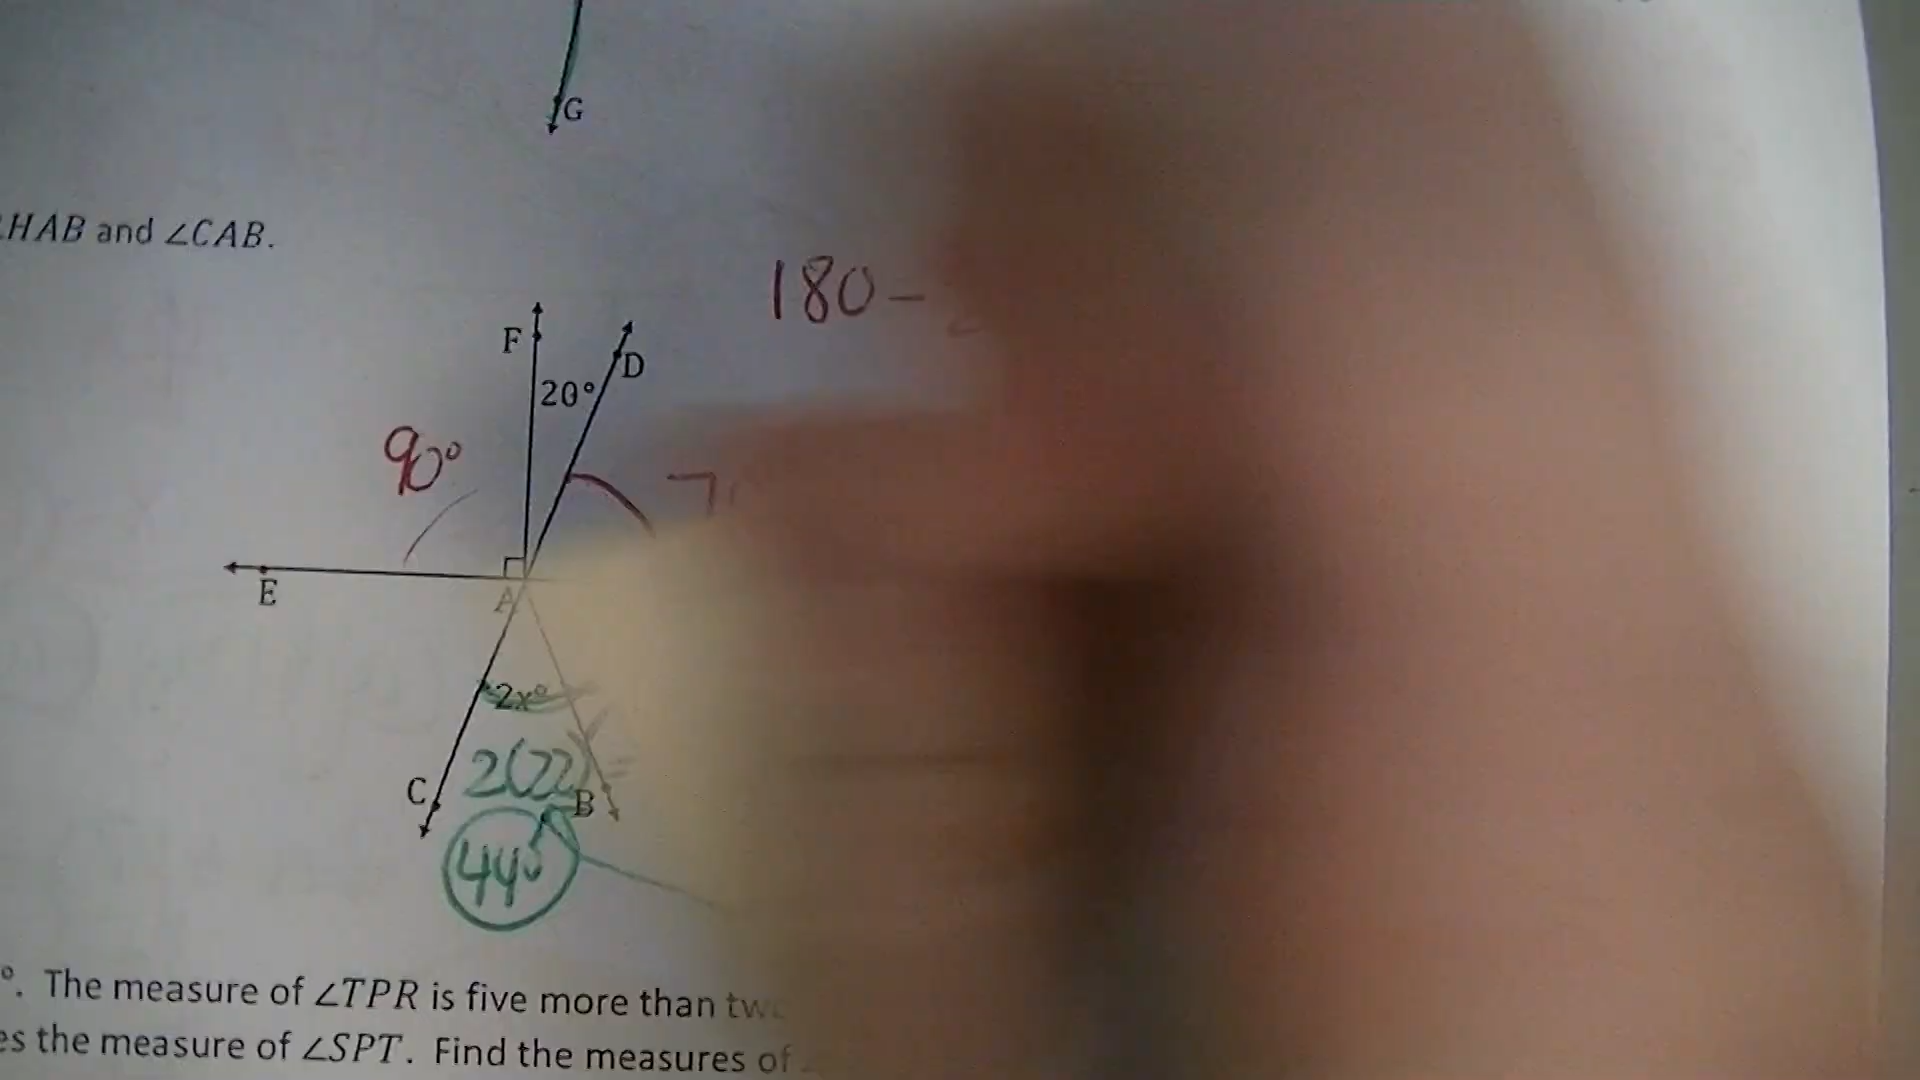 G
HAB and ∠CAB.
180 –
F
D
20°
90°
7
E
A
2x°
2(22)
C
B
44°
°. The measure of ∠TPR is five more than
es the measure of ∠SPT. Find the measures of